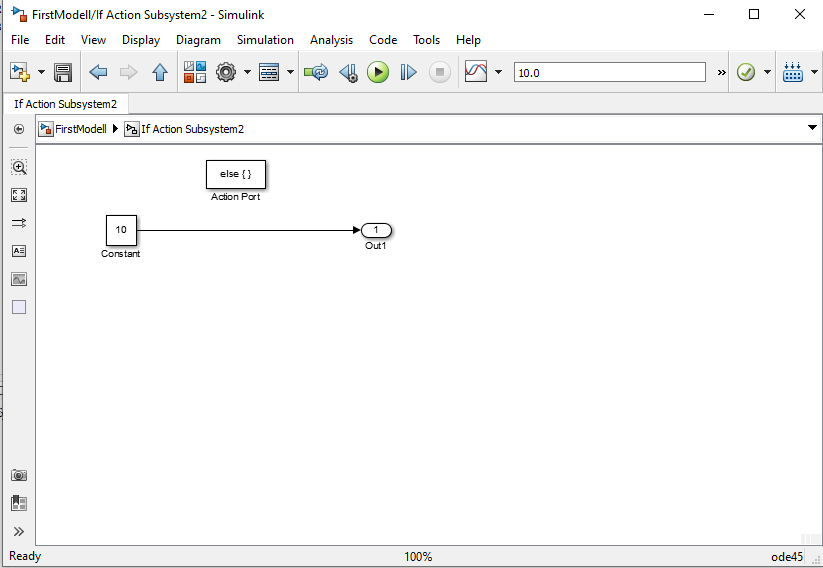 FirstModell/If Action Subsystem2 - Simulink
File Edit View Display Diagram Simulation Analysis Code Tools Help
10.0 »
If Action Subsystem2
FirstModell If Action Subsystem2
else { }
Action Port
10
Constant
1
Out1
Ready 100% ode45